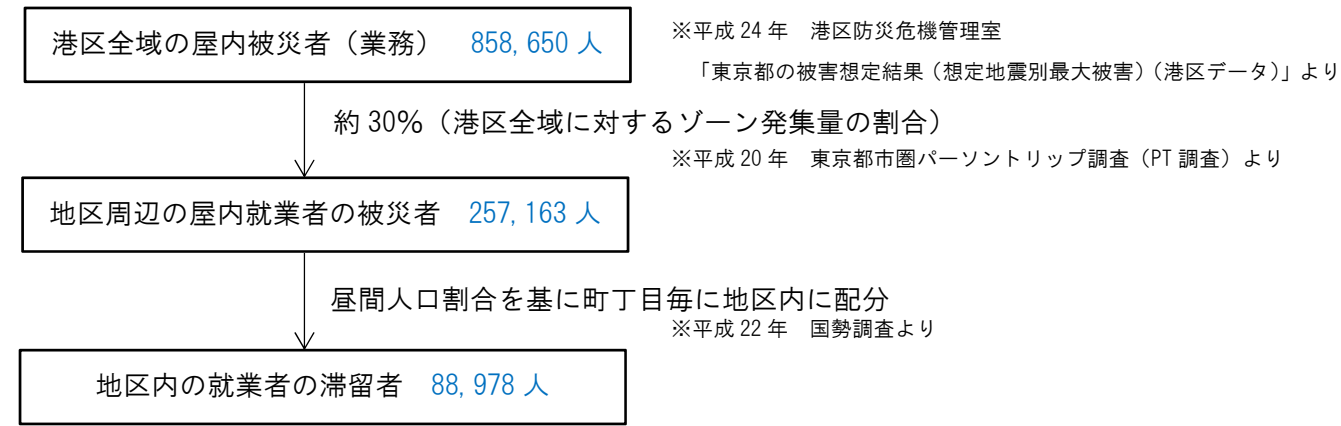 港区全域の屋内被災者（業務）　858,650 人
※平成 24 年　港区防災危機管理室
「東京都の被害想定結果（想定地震別最大被害）（港区データ）」より
約 30％（港区全域に対するゾーン発集量の割合）
※平成 20 年　東京都市圏パーソントリップ調査（PT 調査）より
地区周辺の屋内就業者の被災者　257,163 人
昼間人口割合を基に町丁目毎に地区内に配分
※平成 22 年　国勢調査より
地区内の就業者の滞留者　88,978 人